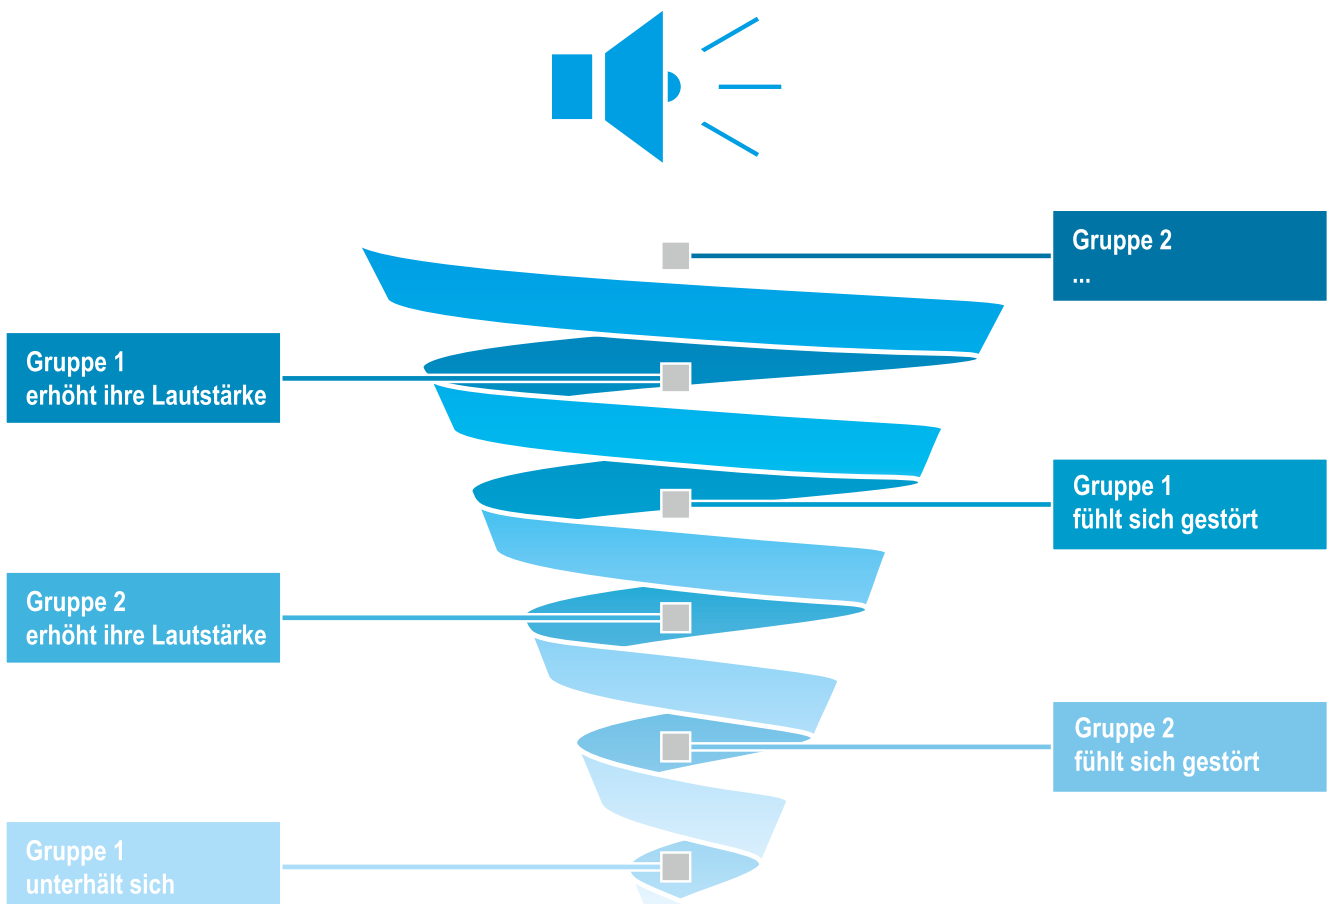 Gruppe 2
...
Gruppe 1
erhöht ihre Lautstärke
Gruppe 1
fühlt sich gestört
Gruppe 2
erhöht ihre Lautstärke
Gruppe 2
fühlt sich gestört
Gruppe 1
unterhält sich